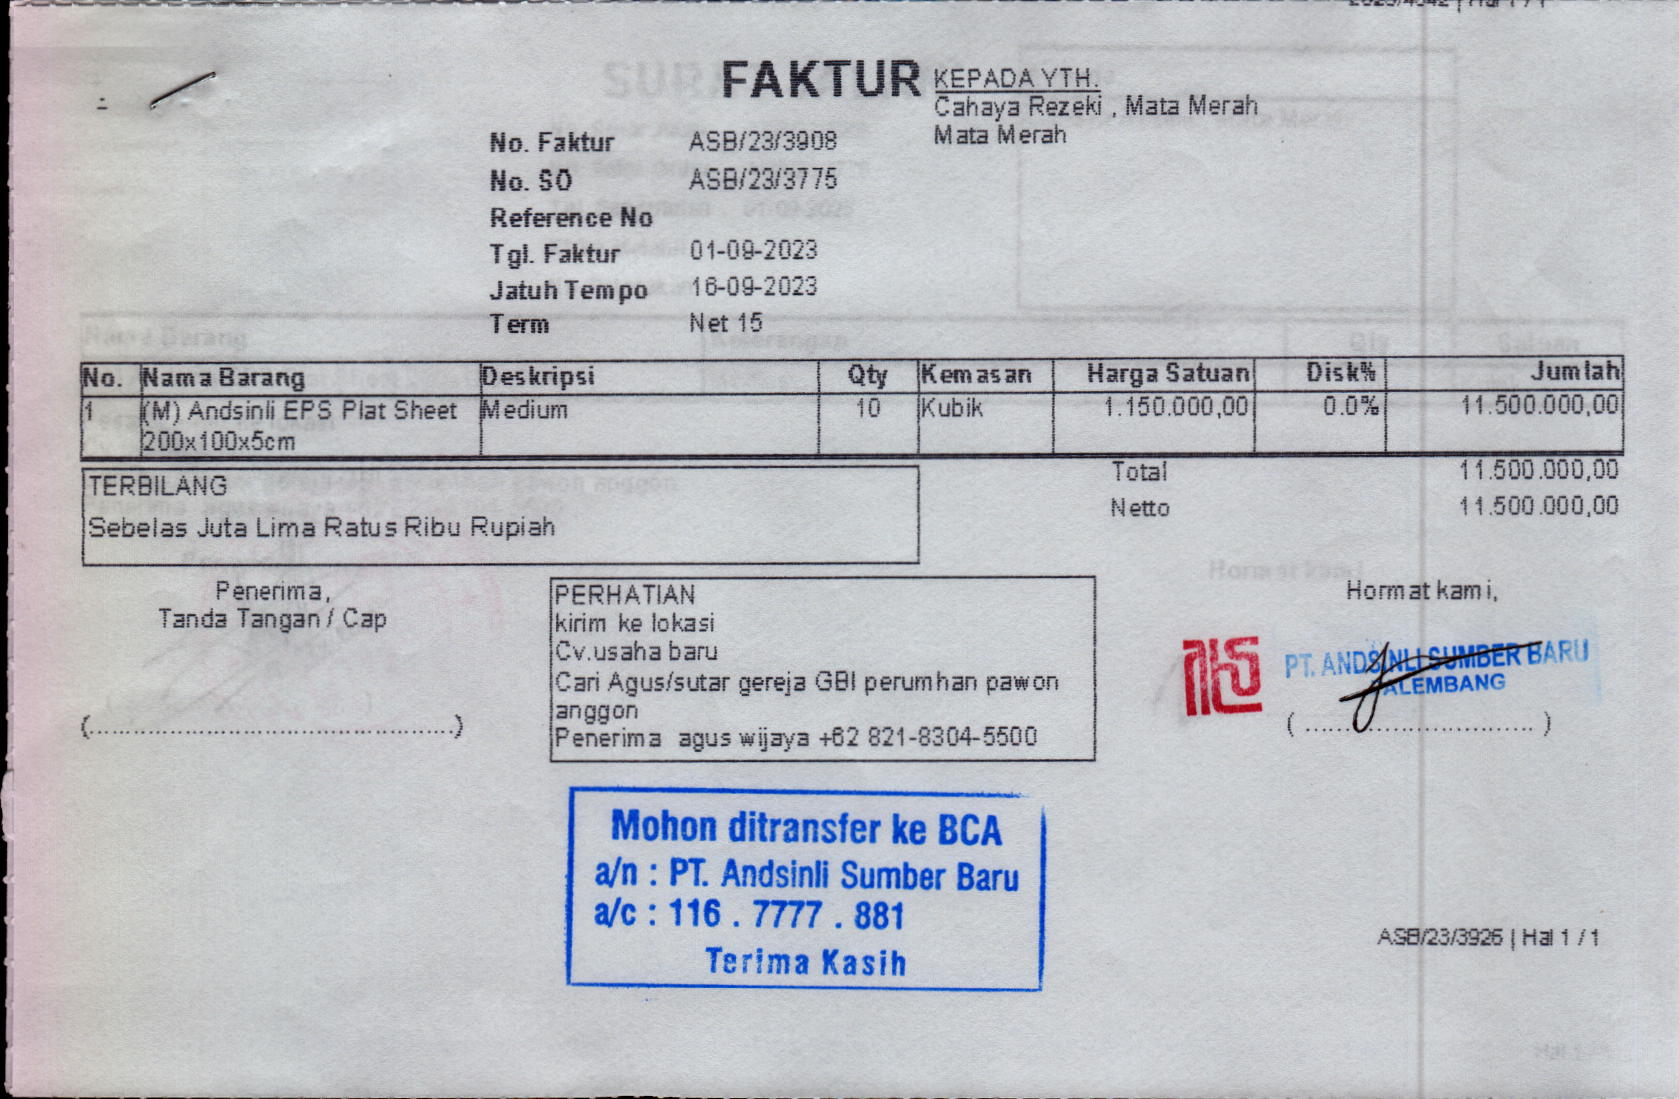 FAKTUR
KEPADA YTH.
Cahaya Rezeki , Mata Merah
Mata Merah
No. Faktur ASB/23/3908
No. SO ASB/23/3775
Reference No
Tgl. Faktur 01-09-2023
Jatuh Tempo 16-09-2023
Term Net 15
No. Nama Barang Deskripsi Qty Kemasan Harga Satuan Disk% Jumlah
1 (M) Andsinli EPS Plat Sheet Medium 10 Kubik 1.150.000,00 0.0% 11.500.000,00
200x100x5cm
Total 11.500.000,00
Netto 11.500.000,00
TERBILANG
Sebelas Juta Lima Ratus Ribu Rupiah
Penerima,
Tanda Tangan / Cap
(..............................................)
PERHATIAN
kirim ke lokasi
Cv.usaha baru
Cari Agus/sutar gereja GBI perumhan pawon
anggon
Penerima agus wijaya +62 821-8304-5500
Hormat kami,
PT. ANDSINLI SUMBER BARU
PALEMBANG
( ............................. )
Mohon ditransfer ke BCA
a/n : PT. Andsinli Sumber Baru
a/c : 116 . 7777 . 881
Terima Kasih
ASB/23/3926 | Hal 1 / 1